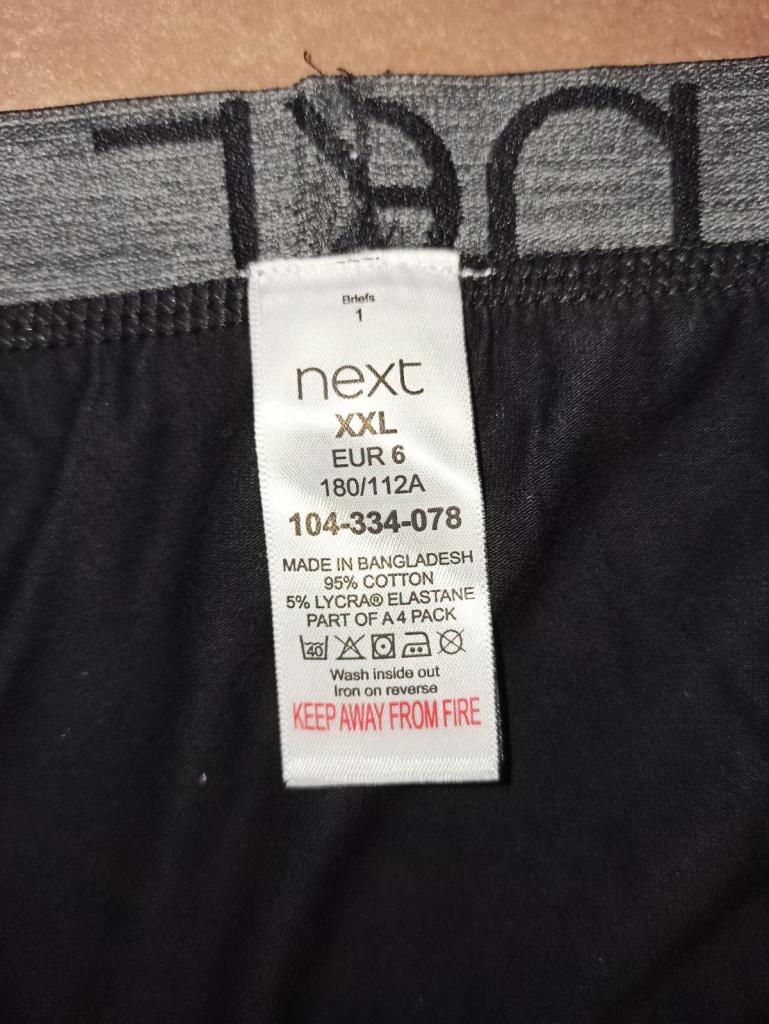 Briefs
1
next
XXL
EUR 6
180/112A
104-334-078
MADE IN BANGLADESH
95% COTTON
5% LYCRA® ELASTANE
PART OF A 4 PACK
40
Wash inside out
Iron on reverse
KEEP AWAY FROM FIRE